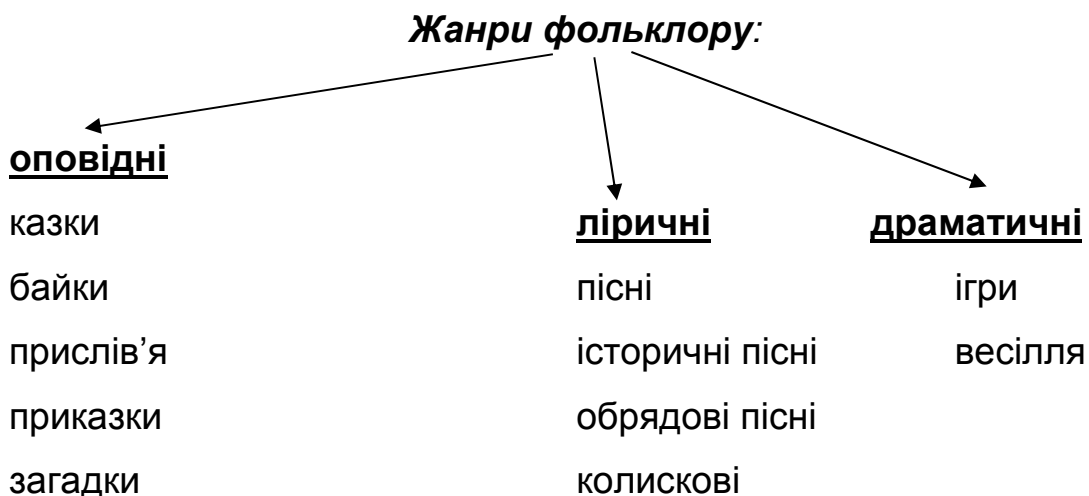 Жанри фольклору:
оповідні
казки
ліричні
драматичні
байки
пісні
ігри
прислів’я
історичні пісні
весілля
приказки
обрядові пісні
загадки
колискові